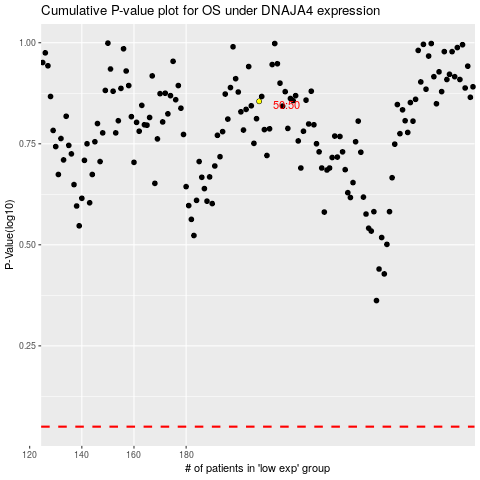 Cumulative P-value plot for OS under DNAJA4 expression
1.00
0.75
0.50
0.25
P-Value(log10)
50:50
120 140 160 180
# of patients in 'low exp' group